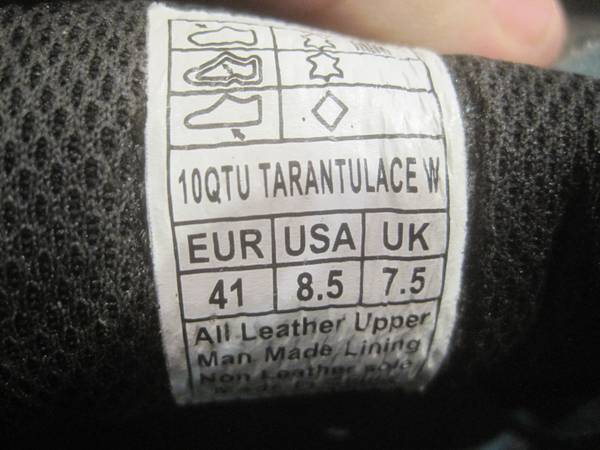 10QTU TARANTULACE W
EUR USA UK
41 8.5 7.5
All Leather Upper
Man Made Lining
Non Leather sole